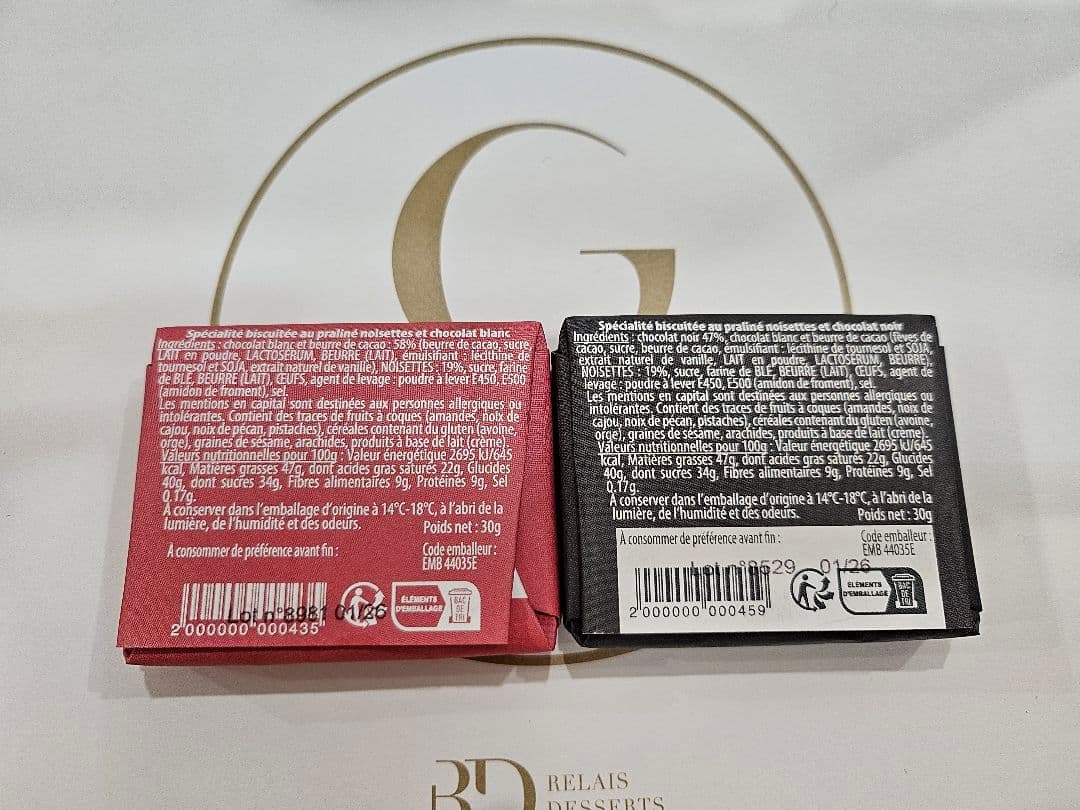 G
Spécialité biscuitée au praliné noisettes et chocolat blanc
Ingrédients : chocolat blanc et beurre de cacao : 58% (beurre de cacao, sucre,
LAIT en poudre, LACTOSERUM, BEURRE (LAIT), émulsifiant : lécithine de
tournesol et SOJA, extrait naturel de vanille), NOISETTES : 19%, sucre, farine
de BLE, BEURRE (LAIT), ŒUFS, agent de levage : poudre à lever E450, E500
(amidon de froment), sel.
Les mentions en capital sont destinées aux personnes allergiques ou
intolérantes. Contient des traces de fruits à coques (amandes, noix de
cajou, noix de pécan, pistaches), céréales contenant du gluten (avoine,
orge), graines de sésame, arachides, produits à base de lait (crème).
Valeurs nutritionnelles pour 100g : Valeur énergétique 2695 kJ/645
kcal, Matières grasses 47g, dont acides gras saturés 22g, Glucides
40g, dont sucres 34g, Fibres alimentaires 9g, Protéines 9g, Sel
0,17g.
A conserver dans l'emballage d'origine à 14°C-18°C, à l'abri de la
lumière, de l'humidité et des odeurs.
Poids net : 30g
À consommer de préférence avant fin :
Code emballeur :
EMB 44035E
Lot n°8981 01/26
2 000000 000435
ÉLÉMENTS
D'EMBALLAGE
BAC
DE
TRI
Spécialité biscuitée au praliné noisettes et chocolat noir
Ingrédients : chocolat noir 47%, chocolat blanc et beurre de cacao (fèves de
cacao, sucre, beurre de cacao, émulsifiant : lécithine de tournesol et SOJA,
extrait naturel de vanille, LAIT en poudre, LACTOSERUM, BEURRE)
NOISETTES : 19%, sucre, farine de BLE, BEURRE (LAIT), ŒUFS, agent de
levage : poudre à lever E450, E500 (amidon de froment), sel.
Les mentions en capital sont destinées aux personnes allergiques ou
intolérantes. Contient des traces de fruits à coques (amandes, noix de
cajou, noix de pécan, pistaches), céréales contenant du gluten (avoine,
orge), graines de sésame, arachides, produits à base de lait (crème).
Valeurs nutritionnelles pour 100g : Valeur énergétique 2695 kJ/645
kcal, Matières grasses 47g, dont acides gras saturés 22g, Glucides
40g, dont sucres 34g, Fibres alimentaires 9g, Protéines 9g, Sel
0,17g.
A conserver dans l'emballage d'origine à 14°C-18°C, à l'abri de la
lumière, de l'humidité et des odeurs.
Poids net : 30g
À consommer de préférence avant fin :
Code emballeur :
EMB 44035E
Lot n°8529 01/26
2 000000 000459
ÉLÉMENTS
D'EMBALLAGE
BAC
DE
TRI
RELAIS
DESSERTS